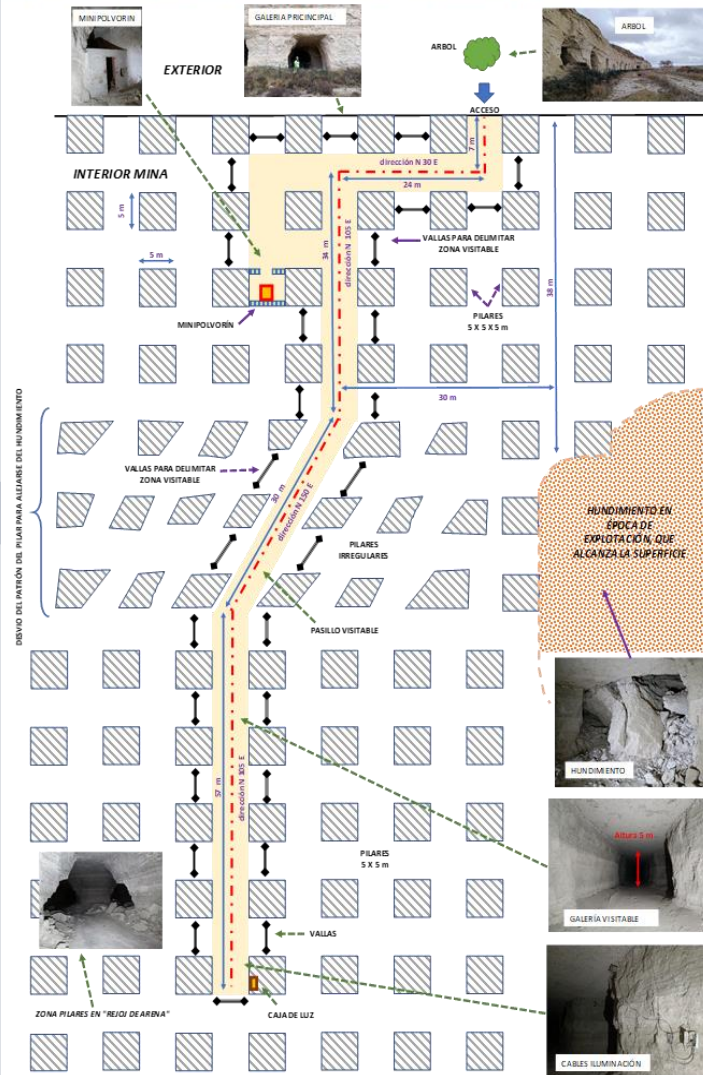 MINIPOLVORIN
GALERIA PRICINCIPAL
ARBOL
ARBOL
EXTERIOR
ACCESO
7 m
dirección N 30 E
24 m
INTERIOR MINA
5 m
5 m
34 m
dirección N 105 E
VALLAS PARA DELIMITAR
ZONA VISITABLE
38 m
MINIPOLVORÍN
PILARES
5 X 5 X 5 m
30 m
DESVIO DEL PATRÓN DEL PILAR PARA ALEJARSE DEL HUNDIMIENTO
VALLAS PARA DELIMITAR
ZONA VISITABLE
30 m
dirección N 150 E
HUNDIMIENTO EN
ÉPOCA DE
EXPLOTACIÓN, QUE
ALCANZA LA SUPERFICIE
PILARES
IRREGULARES
PASILLO VISITABLE
HUNDIMIENTO
57 m
dirección N 105 E
Altura 5 m
PILARES
5 X 5 m
GALERÍA VISITABLE
VALLAS
ZONA PILARES EN "RELOJ DE ARENA"
CAJA DE LUZ
CABLES ILUMINACIÓN